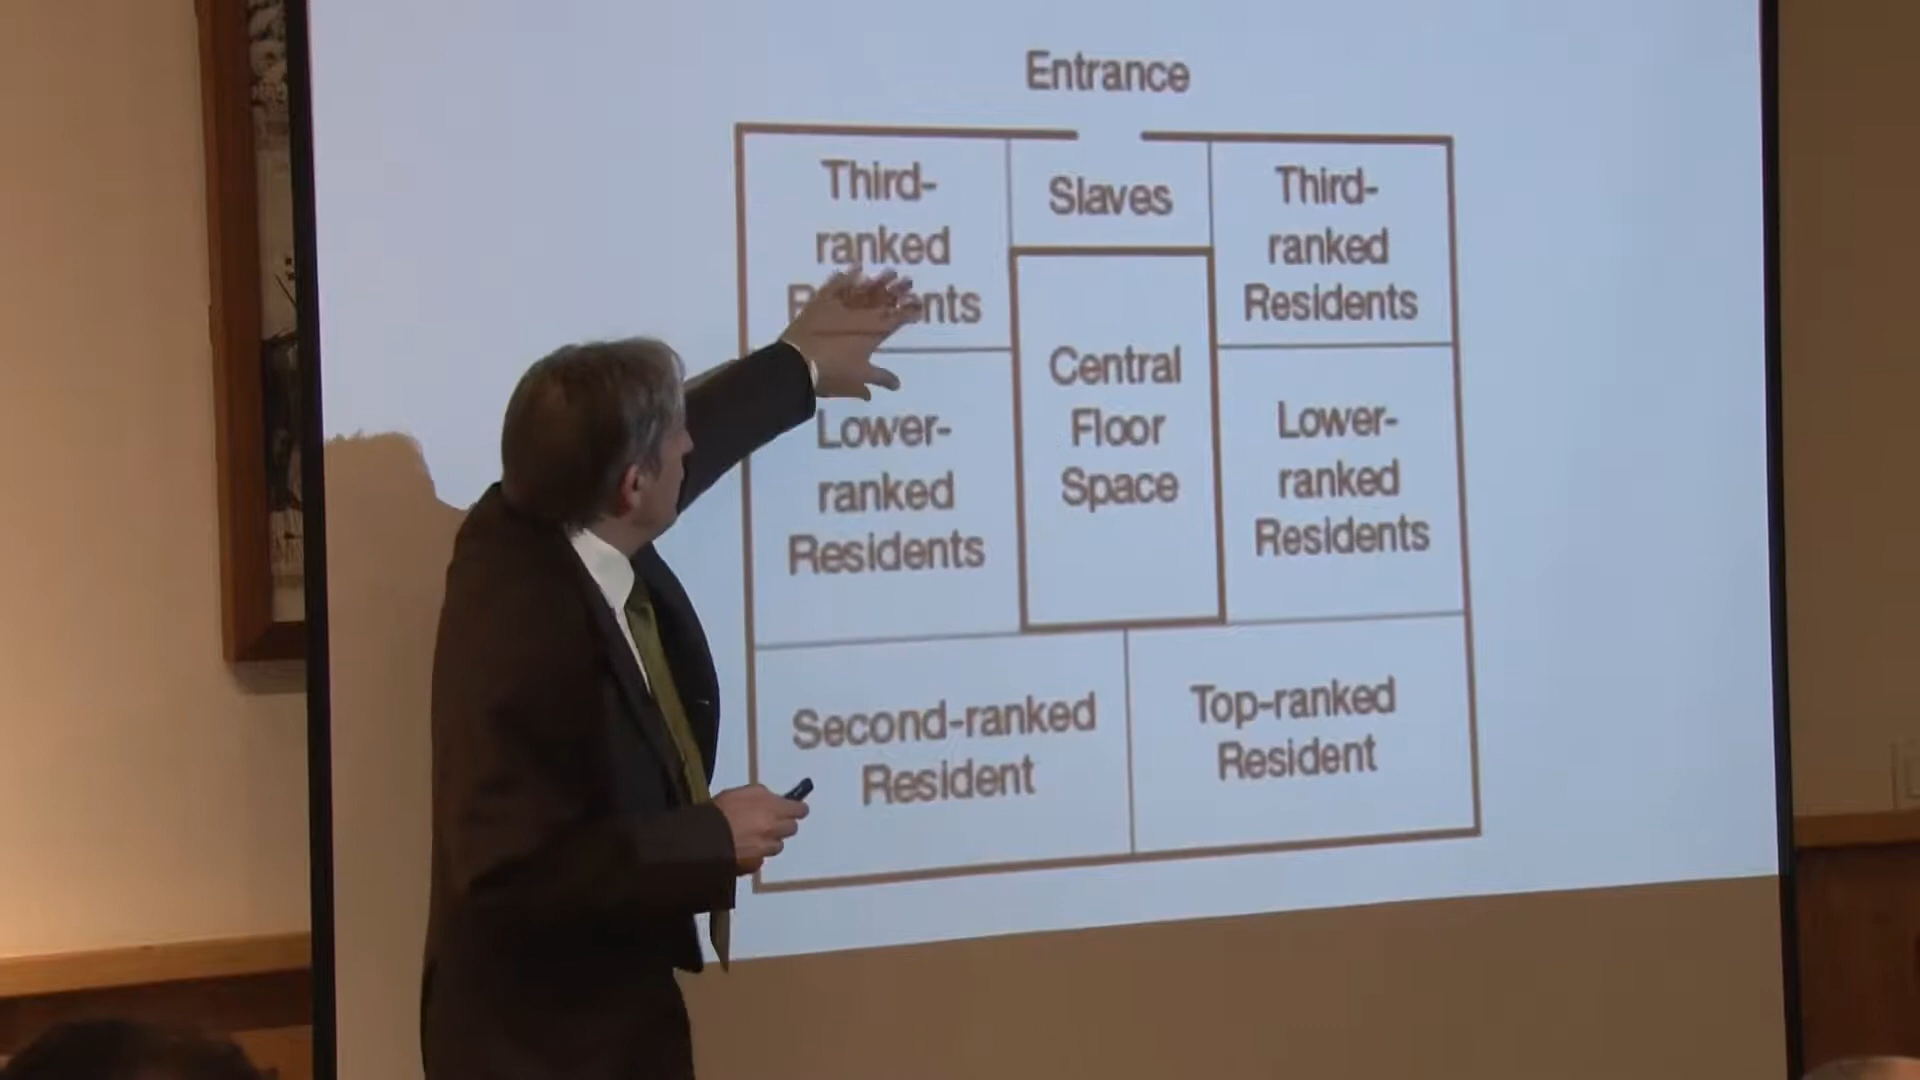 Entrance
Third-
ranked
Residents
Slaves
Third-
ranked
Residents
Central
Floor
Space
Lower-
ranked
Residents
Lower-
ranked
Residents
Second-ranked
Resident
Top-ranked
Resident